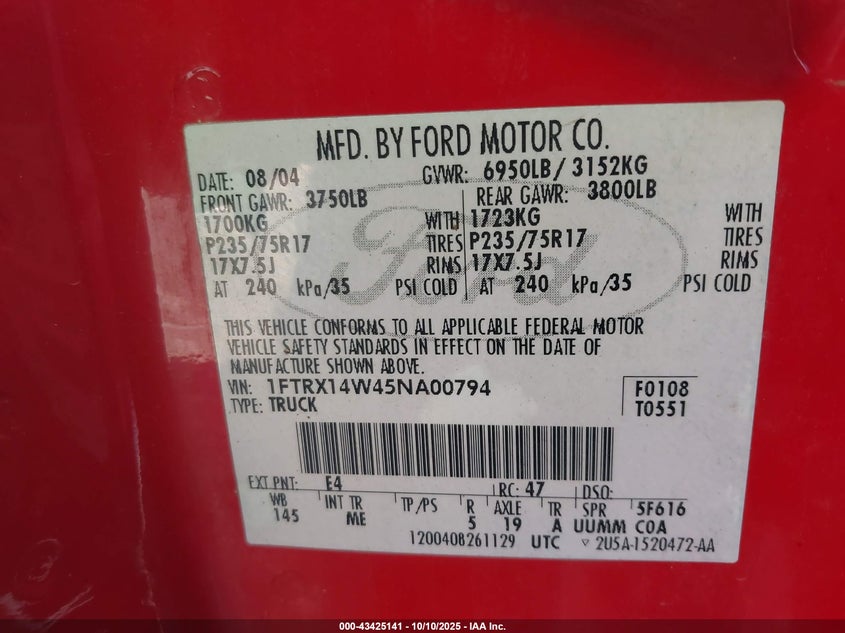 MFD. BY FORD MOTOR CO.
DATE: 08/04 GVWR: 6950LB/ 3152KG
FRONT GAWR: 3750LB REAR GAWR: 3800LB
1700KG WITH 1723KG WITH
P235/75R17 TIRES P235/75R17 TIRES
17X7.5J RIMS 17X7.5J RIMS
AT 240 kPa/35 PSI COLD AT 240 kPa/35 PSI COLD
Ford
THIS VEHICLE CONFORMS TO ALL APPLICABLE FEDERAL MOTOR
VEHICLE SAFETY STANDARDS IN EFFECT ON THE DATE OF
MANUFACTURE SHOWN ABOVE.
VIN: 1FTRX14W45NA00794 F0108
TYPE: TRUCK T0551
EXT PNT: E4 RC: 47 DSO:
WB INT TR TP/PS R AXLE TR SPR 5F616
145 ME 5 19 A UUMM COA
1200408261129 UTC ▽ 2U5A-1520472-AA
000-43425141 - 10/10/2025 - IAA Inc.